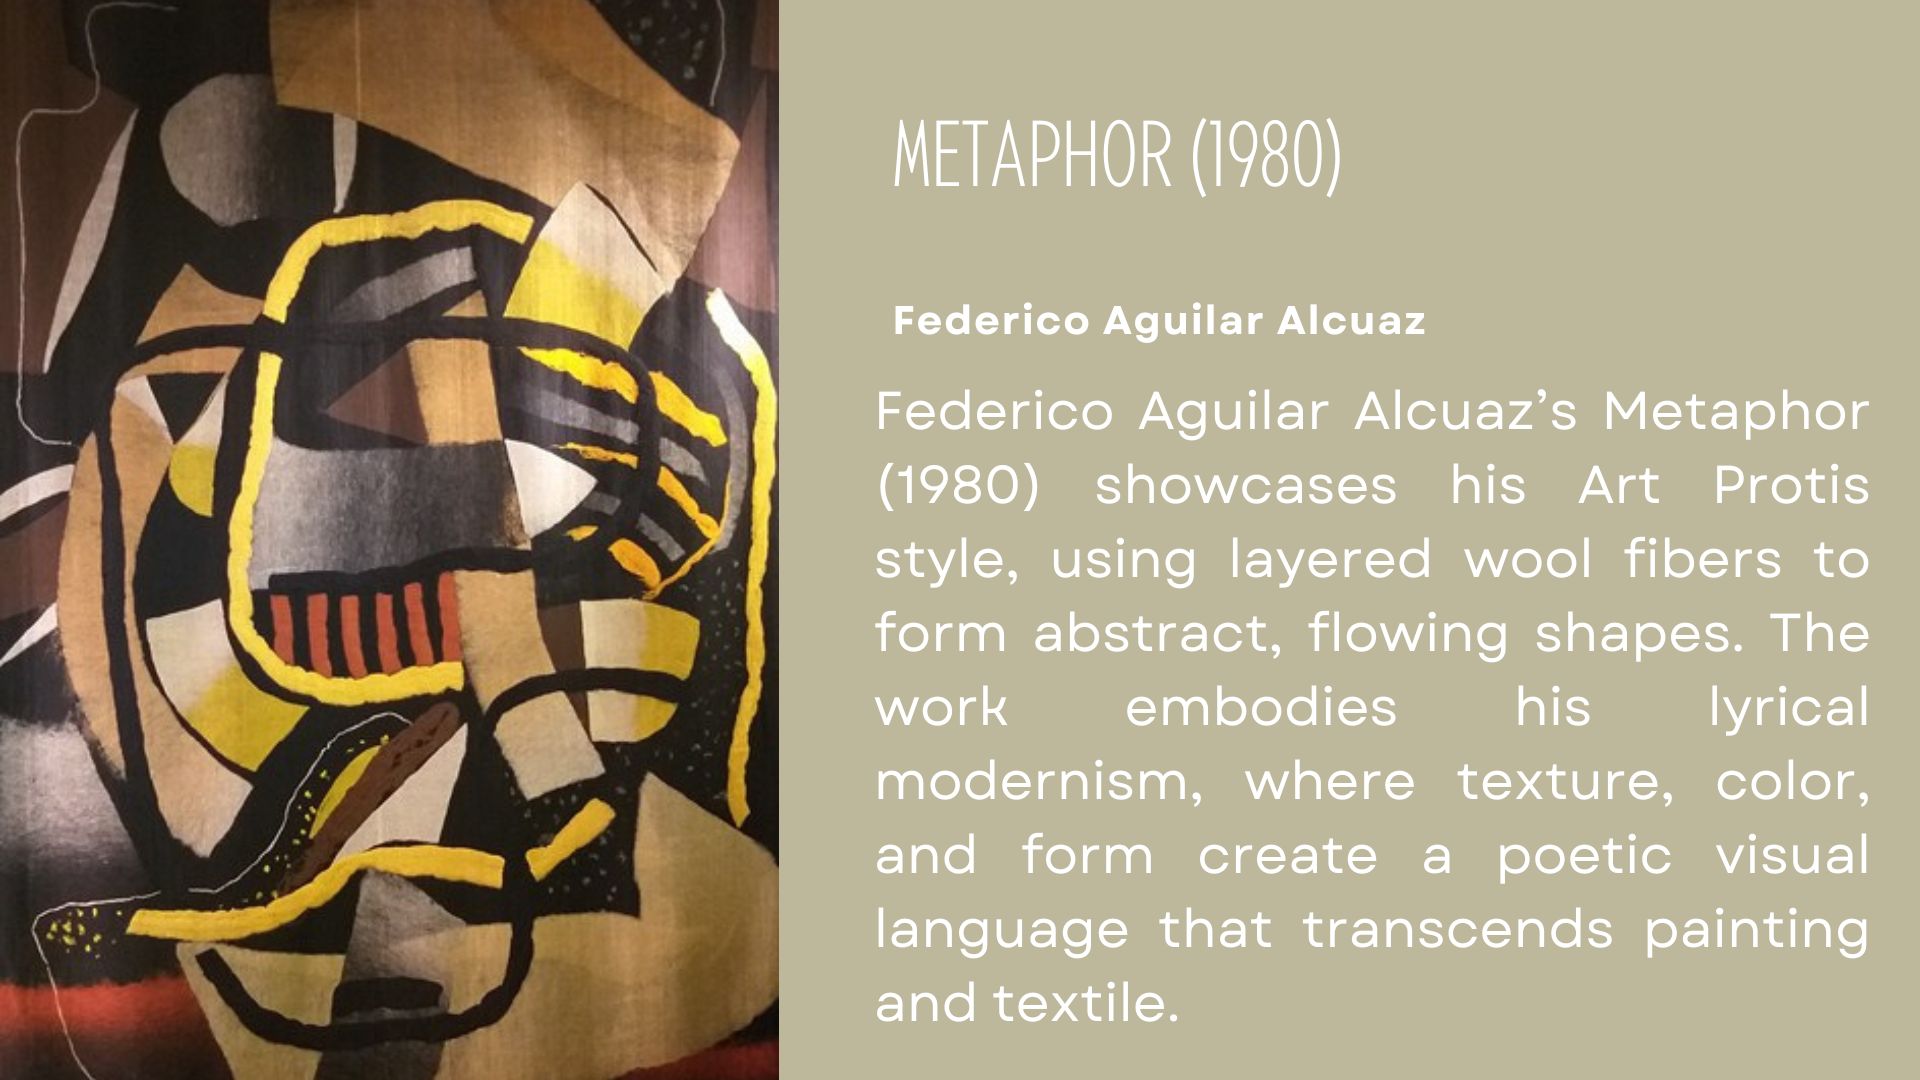 METAPHOR (1980)
Federico Aguilar Alcuaz
Federico Aguilar Alcuaz’s Metaphor
(1980) showcases his Art Protis
style, using layered wool fibers to
form abstract, flowing shapes. The
work embodies his lyrical
modernism, where texture, color,
and form create a poetic visual
language that transcends painting
and textile.